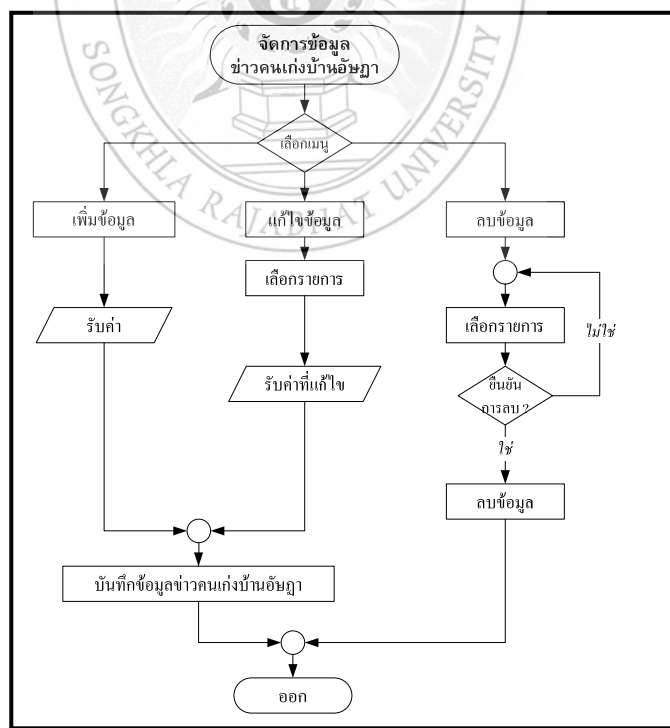 จัดการข้อมูล
ข่าวคนเก่งบ้านอัษฎา
เลือกเมนู
เพิ่มข้อมูล
แก้ไขข้อมูล
ลบข้อมูล
เลือกรายการ
เลือกรายการ
ไม่ใช่
รับค่า
รับค่าที่แก้ไข
ยืนยัน
การลบ ?
ใช่
ลบข้อมูล
บันทึกข้อมูลข่าวคนเก่งบ้านอัษฎา
ออก
SONGKHLA RAJABHAT UNIVERSITY